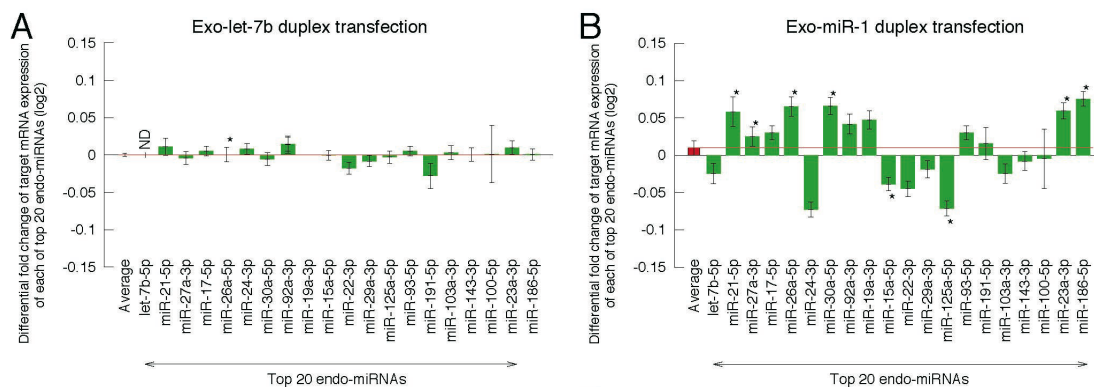 A
Exo-let-7b duplex transfection
Differential fold change of target mRNA expression
of each of top 20 endo-miRNAs (log2)
0.15
0.1
0.05
0
-0.05
-0.1
-0.15
ND
*
Average
let-7b-5p
miR-21-5p
miR-27a-3p
miR-17-5p
miR-26a-5p
miR-24-3p
miR-30a-5p
miR-92a-3p
miR-19a-3p
miR-15a-5p
miR-22-3p
miR-29a-3p
miR-125a-5p
miR-93-5p
miR-191-5p
miR-103a-3p
miR-143-3p
miR-100-5p
miR-23a-3p
miR-186-5p
Top 20 endo-miRNAs
B
Exo-miR-1 duplex transfection
Differential fold change of target mRNA expression
of each of top 20 endo-miRNAs (log2)
0.15
0.1
0.05
0
-0.05
-0.1
-0.15
*
*
*
*
*
*
*
*
Average
let-7b-5p
miR-21-5p
miR-27a-3p
miR-17-5p
miR-26a-5p
miR-24-3p
miR-30a-5p
miR-92a-3p
miR-19a-3p
miR-15a-5p
miR-22-3p
miR-29a-3p
miR-125a-5p
miR-93-5p
miR-191-5p
miR-103a-3p
miR-143-3p
miR-100-5p
miR-23a-3p
miR-186-5p
Top 20 endo-miRNAs